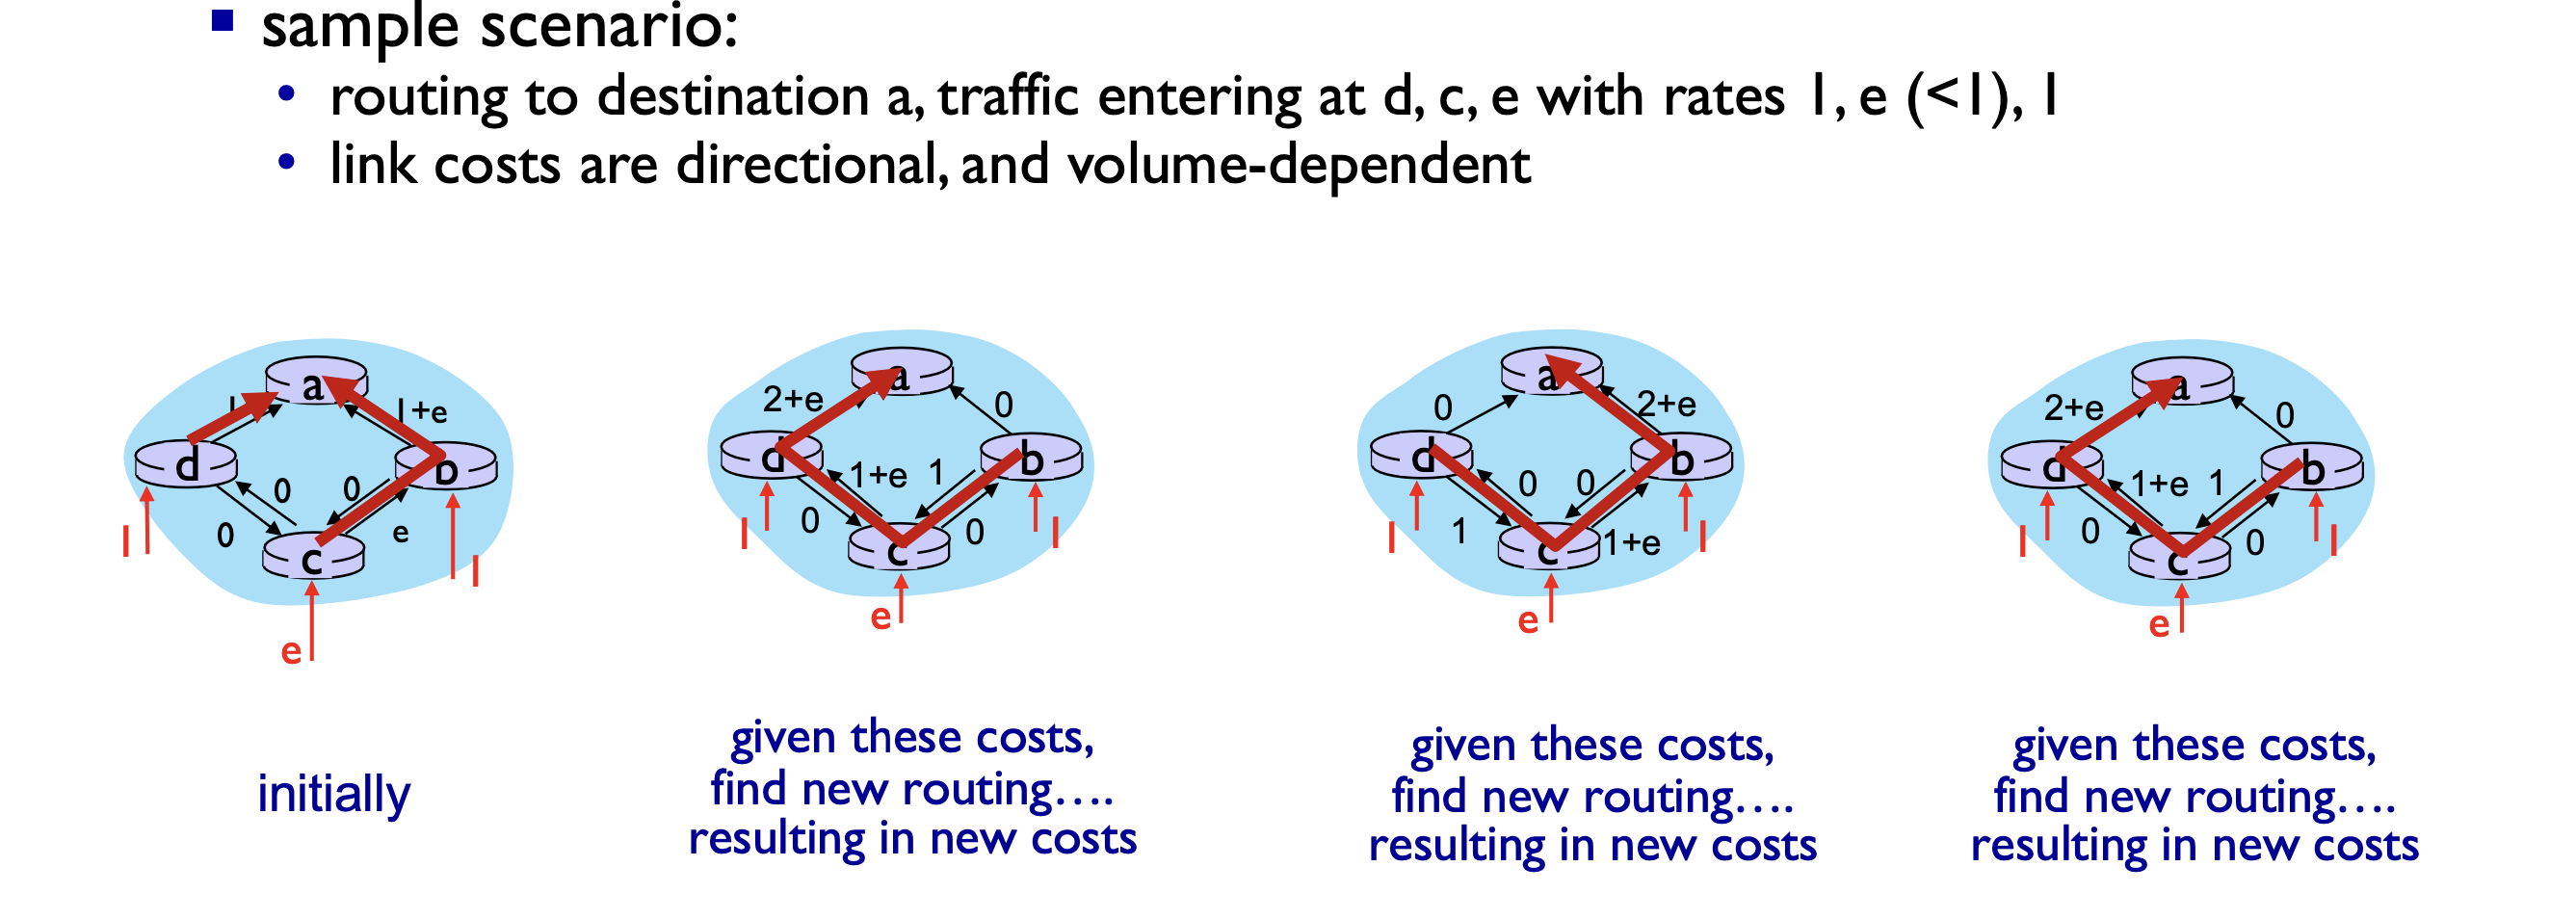 sample scenario:
routing to destination a, traffic entering at d, c, e with rates 1, e (<1), 1
link costs are directional, and volume-dependent
a
1
1+e
d
b
0
0
0
e
c
1
1
e
initially
a
2+e
0
d
b
1+e
1
0
0
c
1
1
e
given these costs,
find new routing….
resulting in new costs
a
0
2+e
d
b
0
0
1
1+e
c
1
1
e
given these costs,
find new routing….
resulting in new costs
a
2+e
0
d
b
1+e
1
0
0
c
1
1
e
given these costs,
find new routing….
resulting in new costs